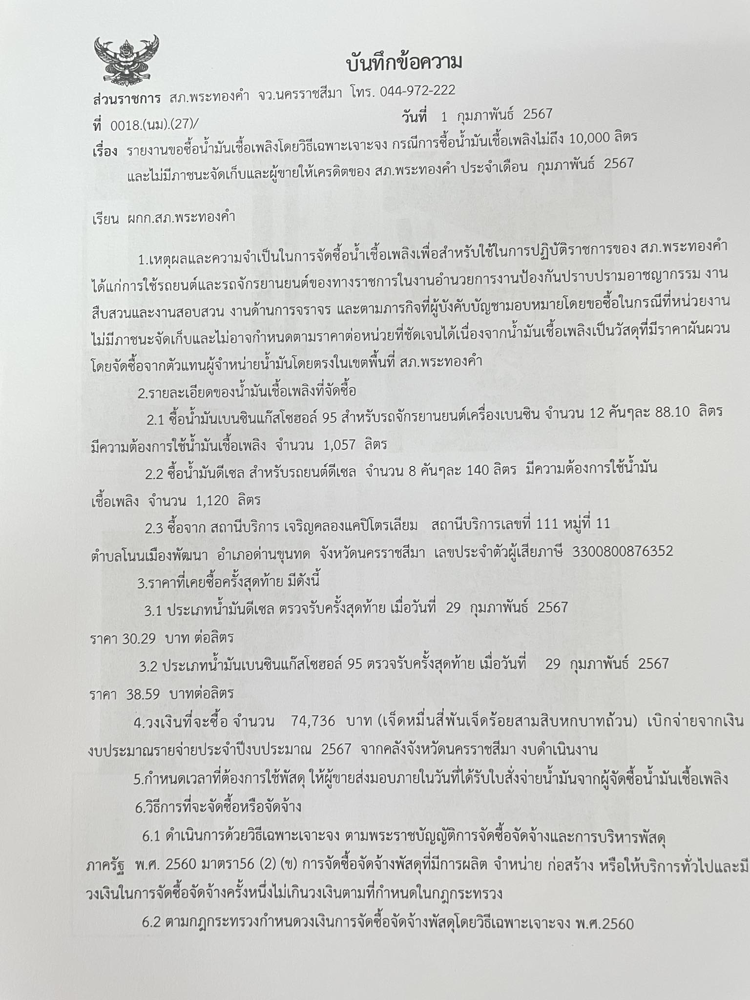 บันทึกข้อความ
ส่วนราชการ สภ.พระทองคำ จว.นครราชสีมา โทร. 044-972-222
ที่ 0018.(นม).(27)/ วันที่ 1 กุมภาพันธ์ 2567
เรื่อง รายงานขอซื้อน้ำมันเชื้อเพลิงโดยวิธีเฉพาะเจาะจง กรณีการซื้อน้ำมันเชื้อเพลิงไม่ถึง 10,000 ลิตร
และไม่มีภาชนะจัดเก็บและผู้ขายให้เครดิตของ สภ.พระทองคำ ประจำเดือน กุมภาพันธ์ 2567
เรียน ผกก.สภ.พระทองคำ
1.เหตุผลและความจำเป็นในการจัดซื้อน้ำเชื้อเพลิงเพื่อสำหรับใช้ในการปฏิบัติราชการของ สภ.พระทองคำ
ได้แก่การใช้รถยนต์และรถจักรยานยนต์ของทางราชการในงานอำนวยการงานป้องกันปราบปรามอาชญากรรม งาน
สืบสวนและงานสอบสวน งานด้านการจราจร และตามภารกิจที่ผู้บังคับบัญชามอบหมายโดยขอซื้อในกรณีที่หน่วยงาน
ไม่มีภาชนะจัดเก็บและไม่อาจกำหนดตามราคาต่อหน่วยที่ชัดเจนได้เนื่องจากน้ำมันเชื้อเพลิงเป็นวัสดุที่มีราคาผันผวน
โดยจัดซื้อจากตัวแทนผู้จำหน่ายน้ำมันโดยตรงในเขตพื้นที่ สภ.พระทองคำ
2.รายละเอียดของน้ำมันเชื้อเพลิงที่จัดซื้อ
2.1 ซื้อน้ำมันเบนซินแก๊สโซฮอล์ 95 สำหรับรถจักรยานยนต์เครื่องเบนซิน จำนวน 12 คันๆละ 88.10 ลิตร
มีความต้องการใช้น้ำมันเชื้อเพลิง จำนวน 1,057 ลิตร
2.2 ซื้อน้ำมันดีเซล สำหรับรถยนต์ดีเซล จำนวน 8 คันๆละ 140 ลิตร มีความต้องการใช้น้ำมัน
เชื้อเพลิง จำนวน 1,120 ลิตร
2.3 ซื้อจาก สถานีบริการ เจริญคลองแคปิโตรเลียม สถานีบริการเลขที่ 111 หมู่ที่ 11
ตำบลโนนเมืองพัฒนา อำเภอด่านขุนทด จังหวัดนครราชสีมา เลขประจำตัวผู้เสียภาษี 3300800876352
3.ราคาที่เคยซื้อครั้งสุดท้าย มีดังนี้
3.1 ประเภทน้ำมันดีเซล ตรวจรับครั้งสุดท้าย เมื่อวันที่ 29 กุมภาพันธ์ 2567
ราคา 30.29 บาท ต่อลิตร
3.2 ประเภทน้ำมันเบนซินแก๊สโซฮอล์ 95 ตรวจรับครั้งสุดท้าย เมื่อวันที่ 29 กุมภาพันธ์ 2567
ราคา 38.59 บาทต่อลิตร
4.วงเงินที่จะซื้อ จำนวน 74,736 บาท (เจ็ดหมื่นสี่พันเจ็ดร้อยสามสิบหกบาทถ้วน) เบิกจ่ายจากเงิน
งบประมาณรายจ่ายประจำปีงบประมาณ 2567 จากคลังจังหวัดนครราชสีมา งบดำเนินงาน
5.กำหนดเวลาที่ต้องการใช้พัสดุ ให้ผู้ขายส่งมอบภายในวันที่ได้รับใบสั่งจ่ายน้ำมันจากผู้จัดซื้อน้ำมันเชื้อเพลิง
6.วิธีการที่จะจัดซื้อหรือจัดจ้าง
6.1 ดำเนินการด้วยวิธีเฉพาะเจาะจง ตามพระราชบัญญัติการจัดซื้อจัดจ้างและการบริหารพัสดุ
ภาครัฐ พ.ศ. 2560 มาตรา56 (2) (ข) การจัดซื้อจัดจ้างพัสดุที่มีการผลิต จำหน่าย ก่อสร้าง หรือให้บริการทั่วไปและมี
วงเงินในการจัดซื้อจัดจ้างครั้งหนึ่งไม่เกินวงเงินตามที่กำหนดในกฎกระทรวง
6.2 ตามกฎกระทรวงกำหนดวงเงินการจัดซื้อจัดจ้างพัสดุโดยวิธีเฉพาะเจาะจง พ.ศ.2560